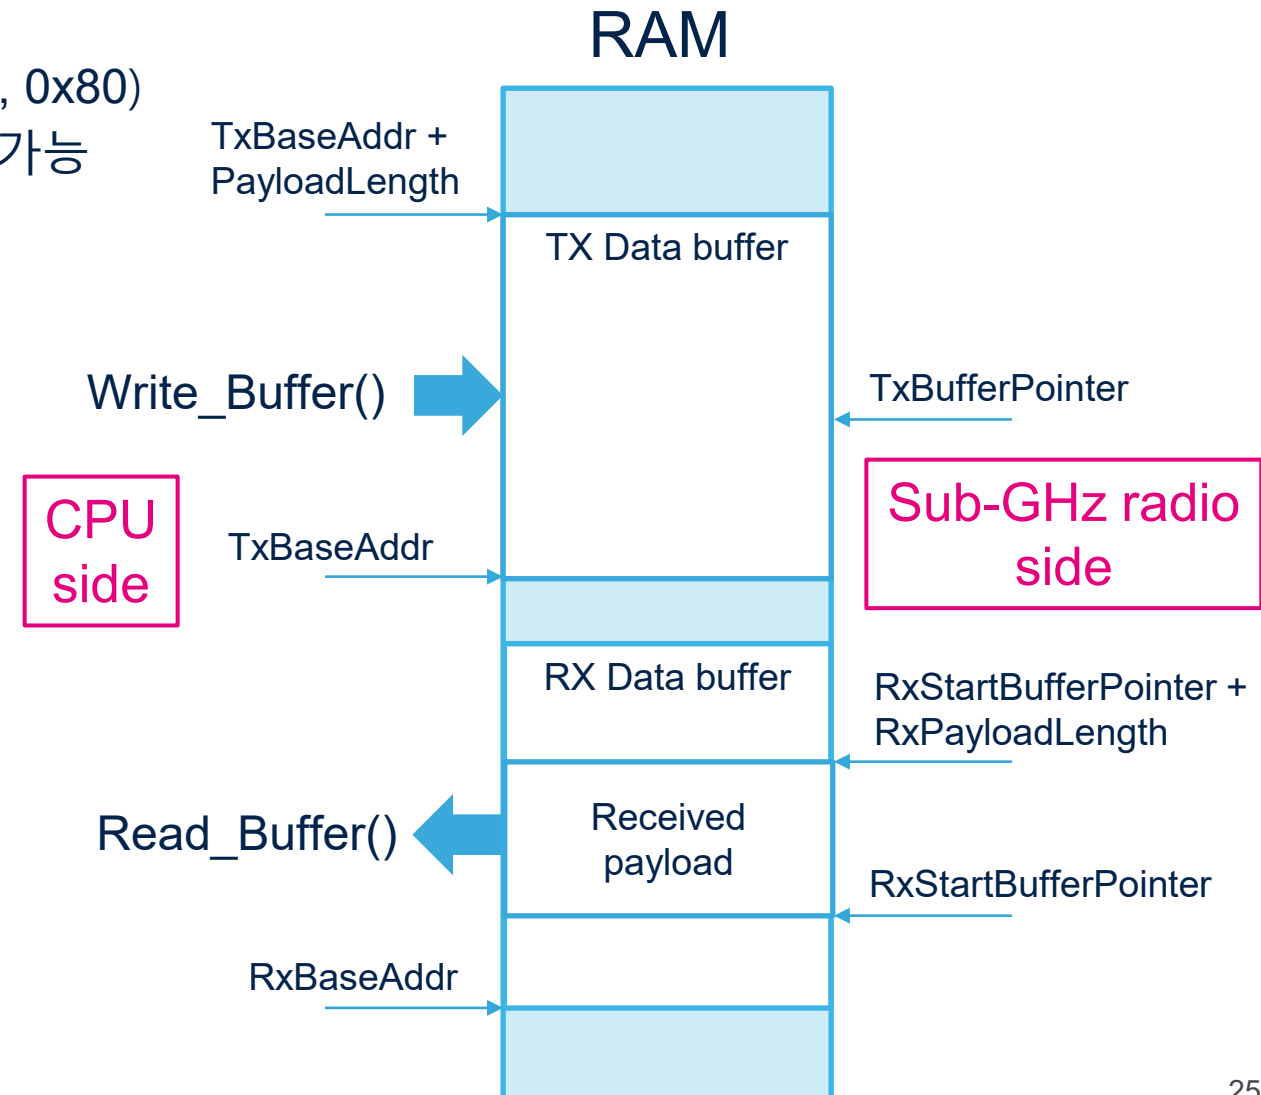 RAM
, 0x80)
가능
TxBaseAddr +
PayloadLength
TX Data buffer
Write_Buffer()
TxBufferPointer
CPU
side
Sub-GHz radio
side
TxBaseAddr
RX Data buffer
RxStartBufferPointer +
RxPayloadLength
Received
payload
Read_Buffer()
RxStartBufferPointer
RxBaseAddr
25